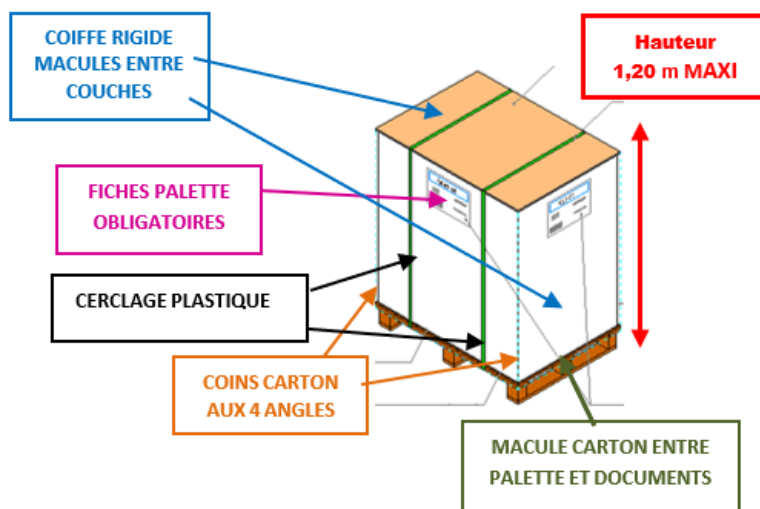 COIFFE RIGIDE
MACULES ENTRE
COUCHES
Hauteur
1,20 m MAXI
FICHES PALETTE
OBLIGATOIRES
CERCLAGE PLASTIQUE
COINS CARTON
AUX 4 ANGLES
MACULE CARTON ENTRE
PALETTE ET DOCUMENTS